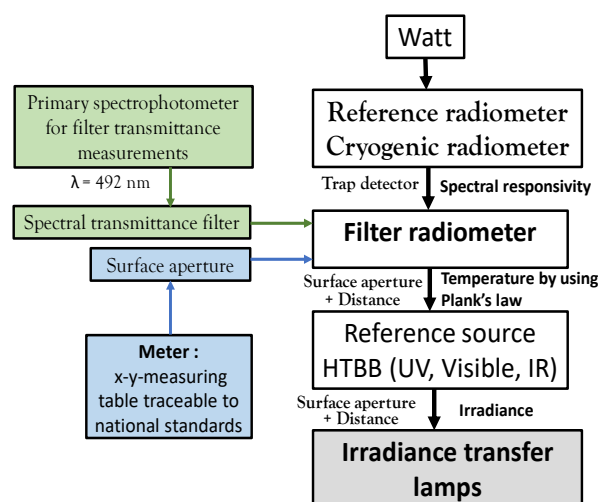 Watt
Primary spectrophotometer
for filter transmittance
measurements
Reference radiometer
Cryogenic radiometer
λ = 492 nm
Trap detector
Spectral responsivity
Spectral transmittance filter
Filter radiometer
Surface aperture
Surface aperture
+ Distance
Temperature by using
Plank's law
Meter :
x-y-measuring
table traceable to
national standards
Reference source
HTBB (UV, Visible, IR)
Surface aperture
+ Distance
Irradiance
Irradiance transfer
lamps